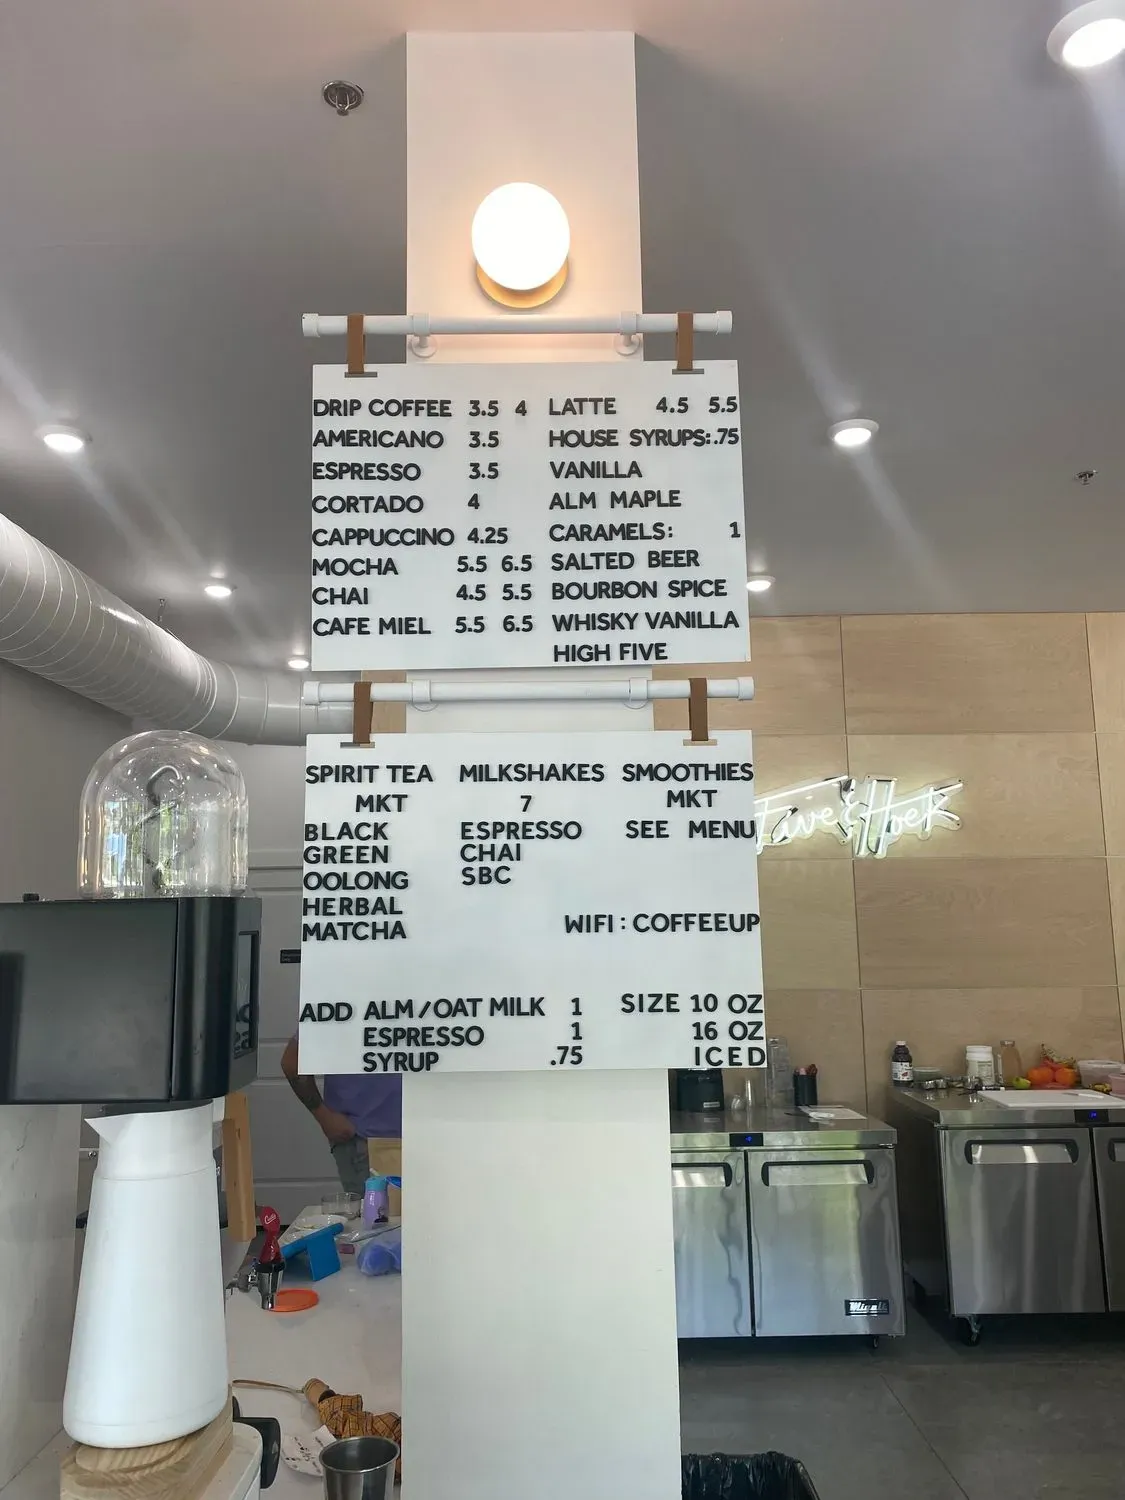 DRIP COFFEE 3.5 4
AMERICANO 3.5
ESPRESSO 3.5
CORTADO 4
CAPPUCCINO 4.25
MOCHA 5.5 6.5
CHAI 4.5 5.5
CAFE MIEL 5.5 6.5
LATTE 4.5 5.5
HOUSE SYRUPS: .75
VANILLA
ALM MAPLE
CARAMELS: 1
SALTED BEER
BOURBON SPICE
WHISKY VANILLA
HIGH FIVE
SPIRIT TEA
MKT
BLACK
GREEN
OOLONG
HERBAL
MATCHA
MILKSHAKES
7
ESPRESSO
CHAI
SBC
SMOOTHIES
MKT
SEE MENU
WIFI : COFFEEUP
ADD ALM/OAT MILK 1
ESPRESSO 1
SYRUP .75
SIZE 10 OZ
16 OZ
ICED
Five & Hoek